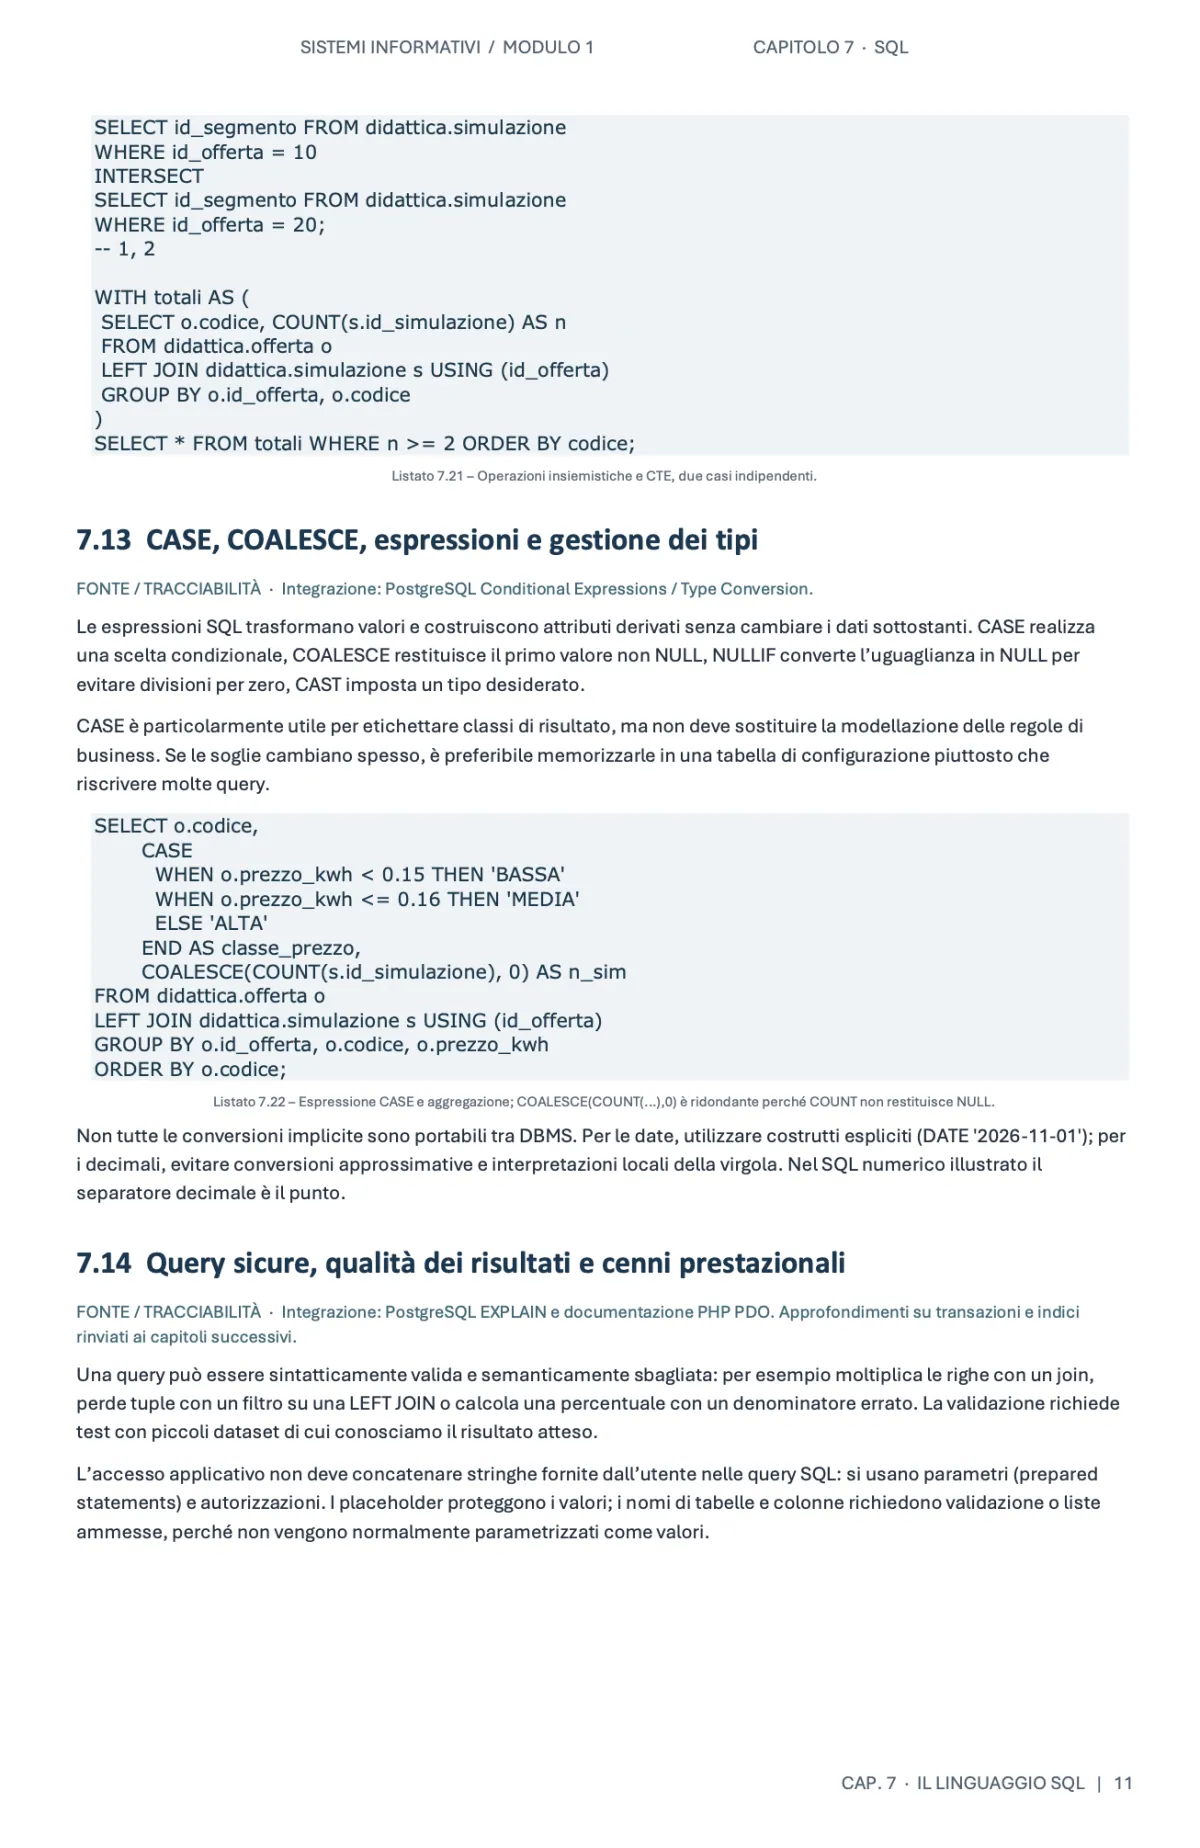 SISTEMI INFORMATIVI / MODULO 1 CAPITOLO 7 · SQL
SELECT id_segmento FROM didattica.simulazione
WHERE id_offerta = 10
INTERSECT
SELECT id_segmento FROM didattica.simulazione
WHERE id_offerta = 20;
-- 1, 2
WITH totali AS (
SELECT o.codice, COUNT(s.id_simulazione) AS n
FROM didattica.offerta o
LEFT JOIN didattica.simulazione s USING (id_offerta)
GROUP BY o.id_offerta, o.codice
)
SELECT * FROM totali WHERE n >= 2 ORDER BY codice;
Listato 7.21 – Operazioni insiemistiche e CTE, due casi indipendenti.
7.13 CASE, COALESCE, espressioni e gestione dei tipi
FONTE / TRACCIABILITÀ · Integrazione: PostgreSQL Conditional Expressions / Type Conversion.
Le espressioni SQL trasformano valori e costruiscono attributi derivati senza cambiare i dati sottostanti. CASE realizza
una scelta condizionale, COALESCE restituisce il primo valore non NULL, NULLIF converte l’uguaglianza in NULL per
evitare divisioni per zero, CAST imposta un tipo desiderato.
CASE è particolarmente utile per etichettare classi di risultato, ma non deve sostituire la modellazione delle regole di
business. Se le soglie cambiano spesso, è preferibile memorizzarle in una tabella di configurazione piuttosto che
riscrivere molte query.
SELECT o.codice,
CASE
WHEN o.prezzo_kwh < 0.15 THEN 'BASSA'
WHEN o.prezzo_kwh <= 0.16 THEN 'MEDIA'
ELSE 'ALTA'
END AS classe_prezzo,
COALESCE(COUNT(s.id_simulazione), 0) AS n_sim
FROM didattica.offerta o
LEFT JOIN didattica.simulazione s USING (id_offerta)
GROUP BY o.id_offerta, o.codice, o.prezzo_kwh
ORDER BY o.codice;
Listato 7.22 – Espressione CASE e aggregazione; COALESCE(COUNT(...),0) è ridondante perché COUNT non restituisce NULL.
Non tutte le conversioni implicite sono portabili tra DBMS. Per le date, utilizzare costrutti espliciti (DATE '2026-11-01'); per
i decimali, evitare conversioni approssimative e interpretazioni locali della virgola. Nel SQL numerico illustrato il
separatore decimale è il punto.
7.14 Query sicure, qualità dei risultati e cenni prestazionali
FONTE / TRACCIABILITÀ · Integrazione: PostgreSQL EXPLAIN e documentazione PHP PDO. Approfondimenti su transazioni e indici
rinviati ai capitoli successivi.
Una query può essere sintatticamente valida e semanticamente sbagliata: per esempio moltiplica le righe con un join,
perde tuple con un filtro su una LEFT JOIN o calcola una percentuale con un denominatore errato. La validazione richiede
test con piccoli dataset di cui conosciamo il risultato atteso.
L’accesso applicativo non deve concatenare stringhe fornite dall’utente nelle query SQL: si usano parametri (prepared
statements) e autorizzazioni. I placeholder proteggono i valori; i nomi di tabelle e colonne richiedono validazione o liste
ammesse, perché non vengono normalmente parametrizzati come valori.
CAP. 7 · IL LINGUAGGIO SQL | 11